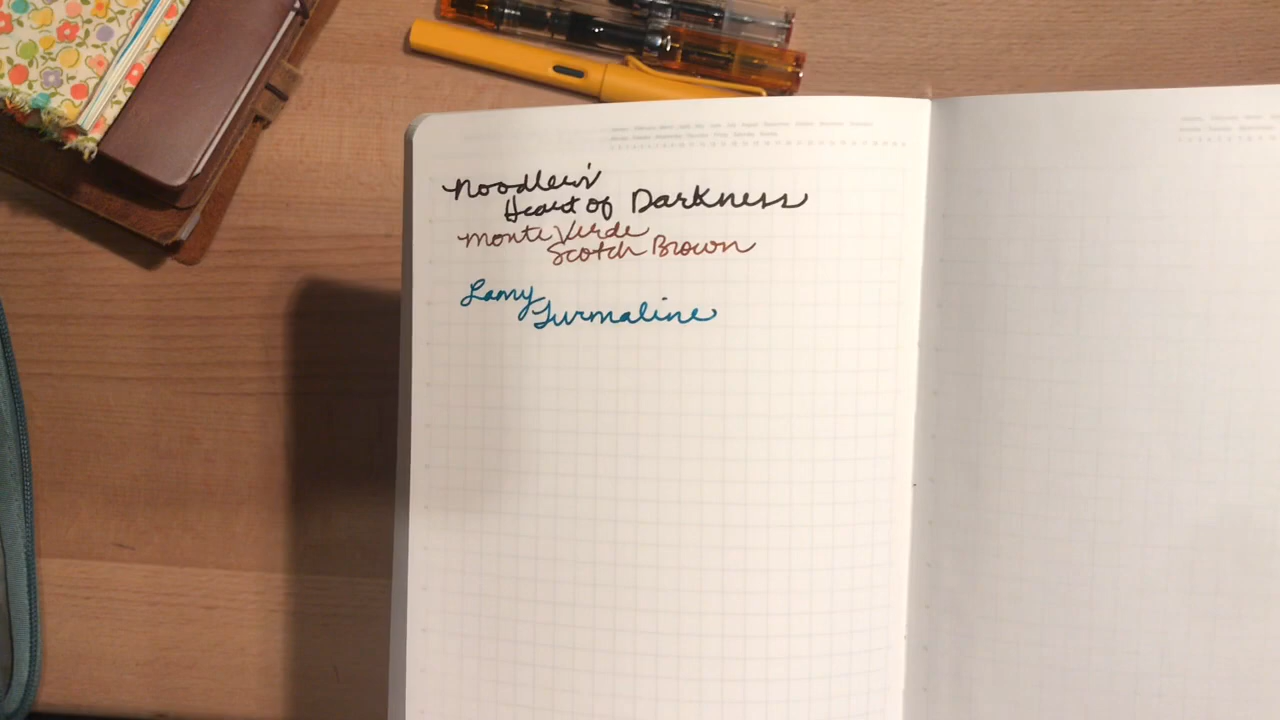 Noodler's
Heart of Darkness
Monte Verde
Scotch Brown
Lamy
Turmaline